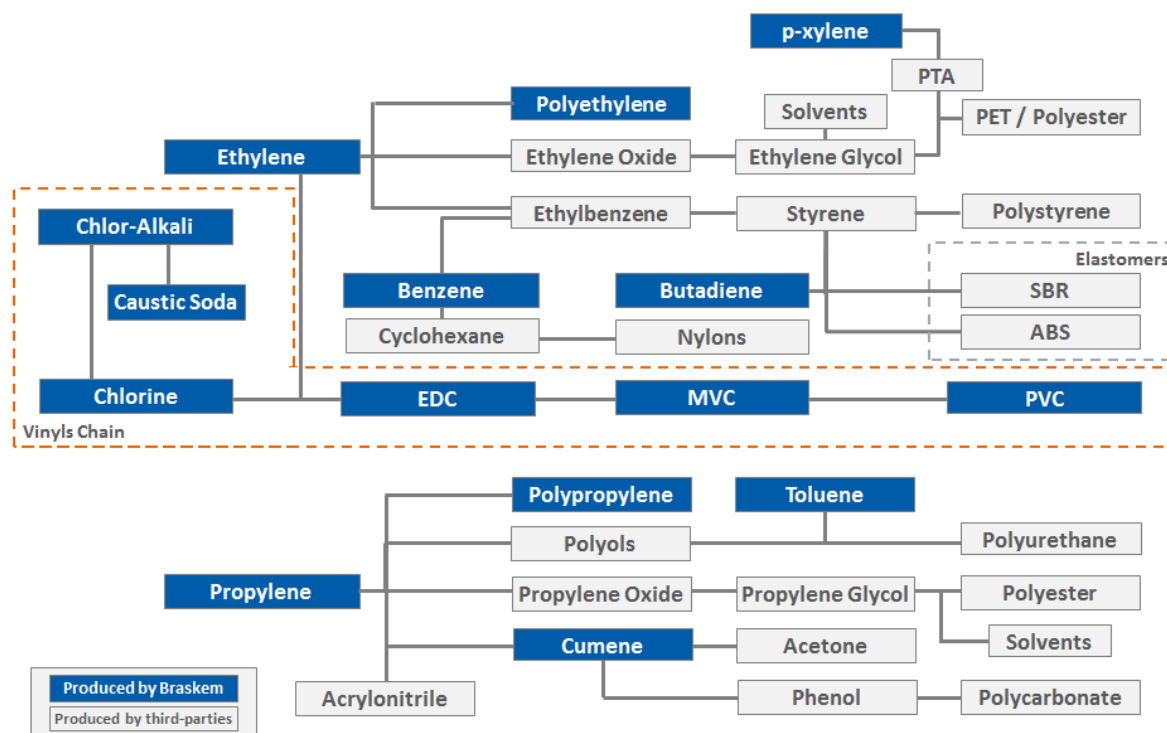 p-xylene
PTA
Polyethylene
Solvents
PET / Polyester
Ethylene
Ethylene Oxide
Ethylene Glycol
Chlor-Alkali
Ethylbenzene
Styrene
Polystyrene
Elastomers
Caustic Soda
Benzene
Butadiene
SBR
Cyclohexane
Nylons
ABS
Chlorine
EDC
MVC
PVC
Vinyls Chain
Polypropylene
Toluene
Polyols
Polyurethane
Propylene
Propylene Oxide
Propylene Glycol
Polyester
Cumene
Acetone
Solvents
Acrylonitrile
Phenol
Polycarbonate
Produced by Braskem
Produced by third-parties